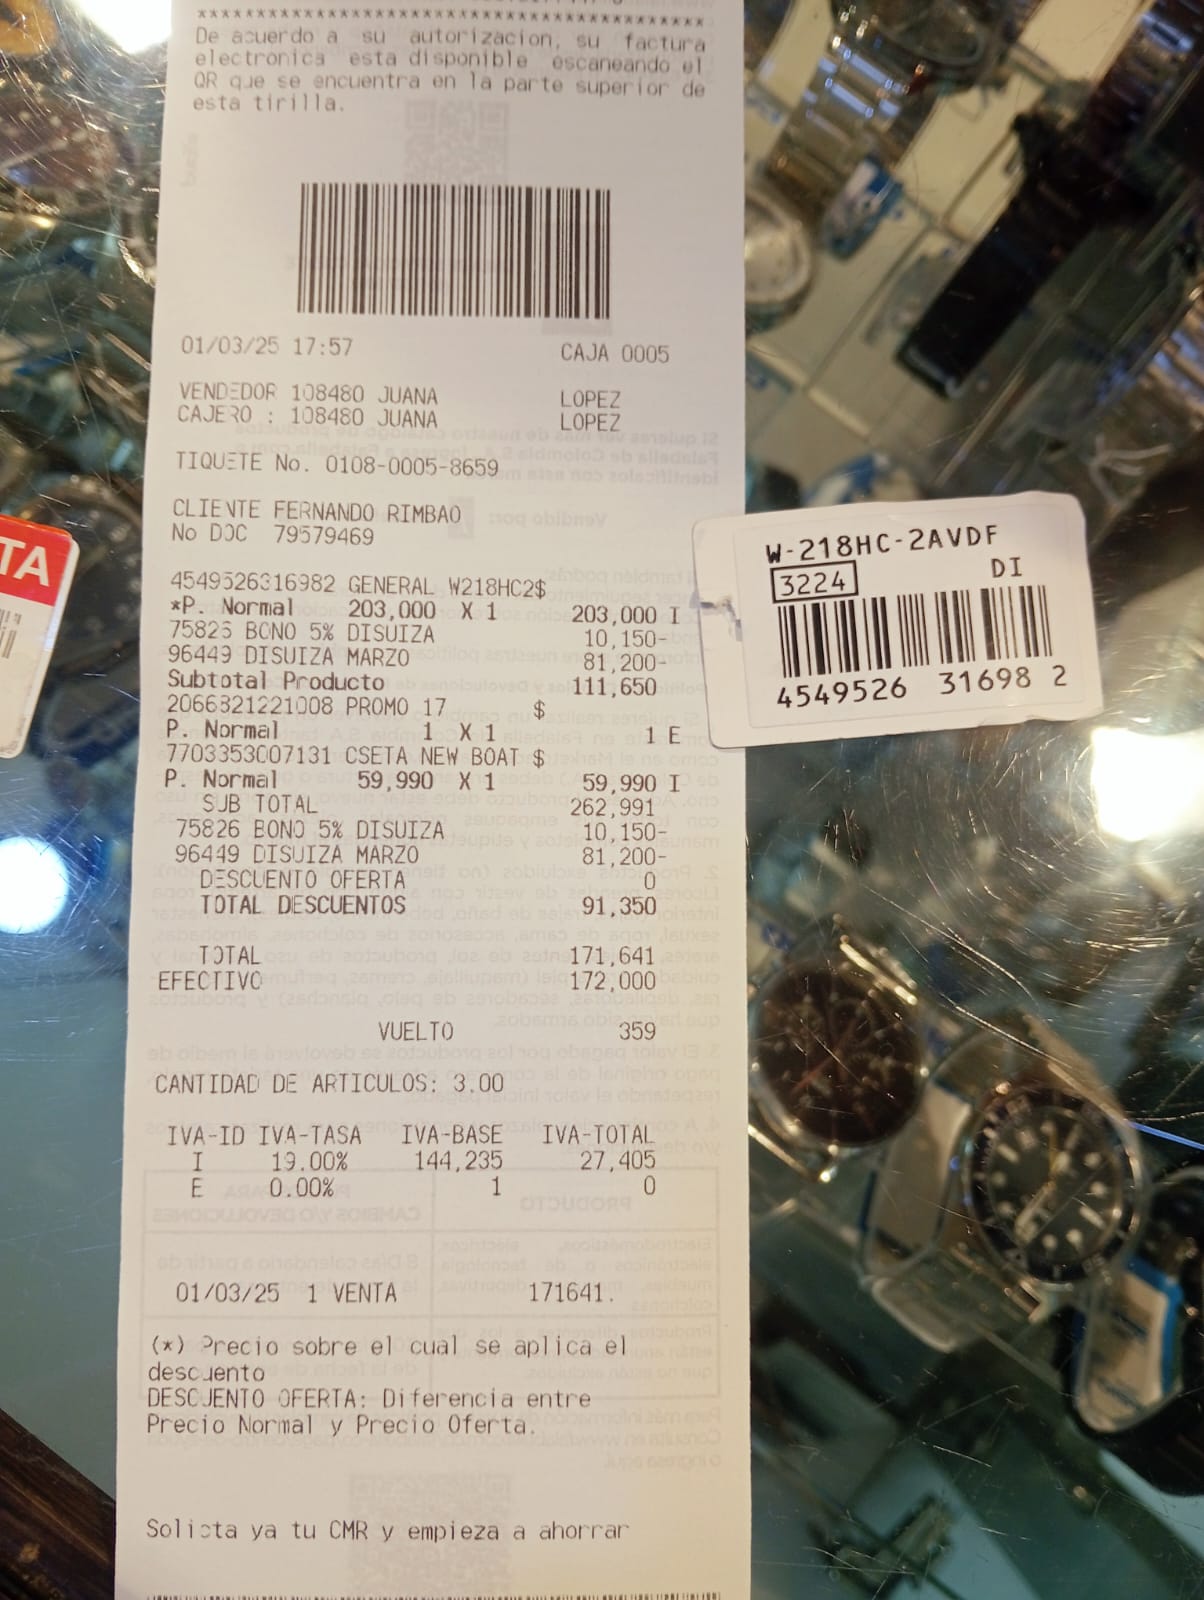 De acuerdo a su autorizacion, su factura
electronica esta disponible escaneando el
QR que se encuentra en la parte superior de
esta tirilla.
01/03/25 17:57 CAJA 0005
VENDEDOR 108480 JUANA LOPEZ
CAJERO : 108480 JUANA LOPEZ
TIQUETE No. 0108-0005-8659
CLIENTE FERNANDO RIMBAO
No DOC 79579469
4549526316982 GENERAL W218HC2$
*P. Normal 203,000 X 1 203,000 I
75826 BONO 5% DISUIZA 10,150-
96449 DISUIZA MARZO 81,200-
Subtotal Producto 111,650
2066321221008 PROMO 17 $
P. Normal 1 X 1 1 E
7703353007131 CSETA NEW BOAT $
P. Normal 59,990 X 1 59,990 I
SUB TOTAL 262,991
75826 BONO 5% DISUIZA 10,150-
96449 DISUIZA MARZO 81,200-
DESCUENTO OFERTA 0
TOTAL DESCUENTOS 91,350
TOTAL 171,641
EFECTIVO 172,000
VUELTO 359
CANTIDAD DE ARTICULOS: 3.00
IVA-ID IVA-TASA IVA-BASE IVA-TOTAL
I 19.00% 144,235 27,405
E 0.00% 1 0
01/03/25 1 VENTA 171641.
(*) Precio sobre el cual se aplica el
descuento
DESCUENTO OFERTA: Diferencia entre
Precio Normal y Precio Oferta.
Solicta ya tu CMR y empieza a ahorrar
W-218HC-2AVDF
3224 DI
4549526 31698 2
TA